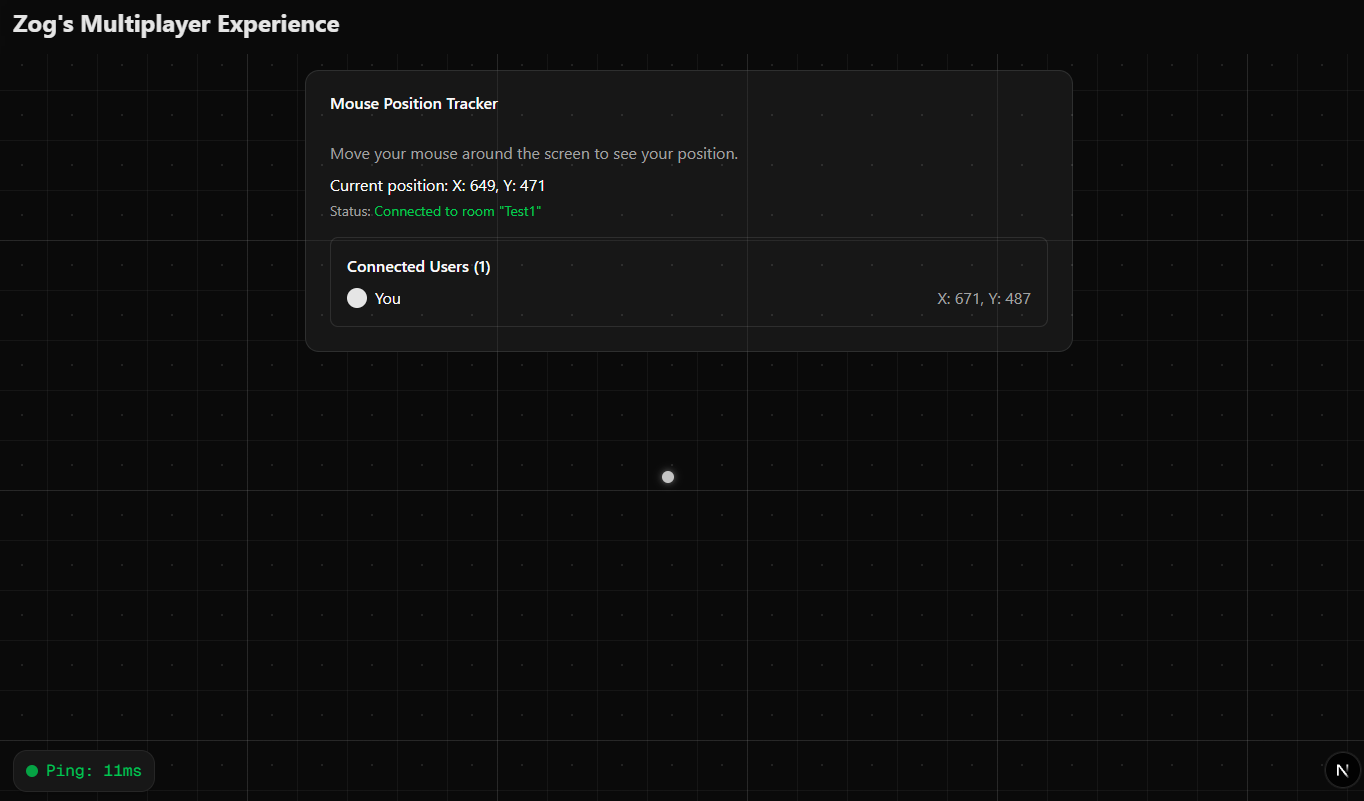 Zog's Multiplayer Experience
Mouse Position Tracker
Move your mouse around the screen to see your position.
Current position: X: 649, Y: 471
Status: Connected to room "Test1"
Connected Users (1)
You X: 671, Y: 487
Ping: 11ms
N